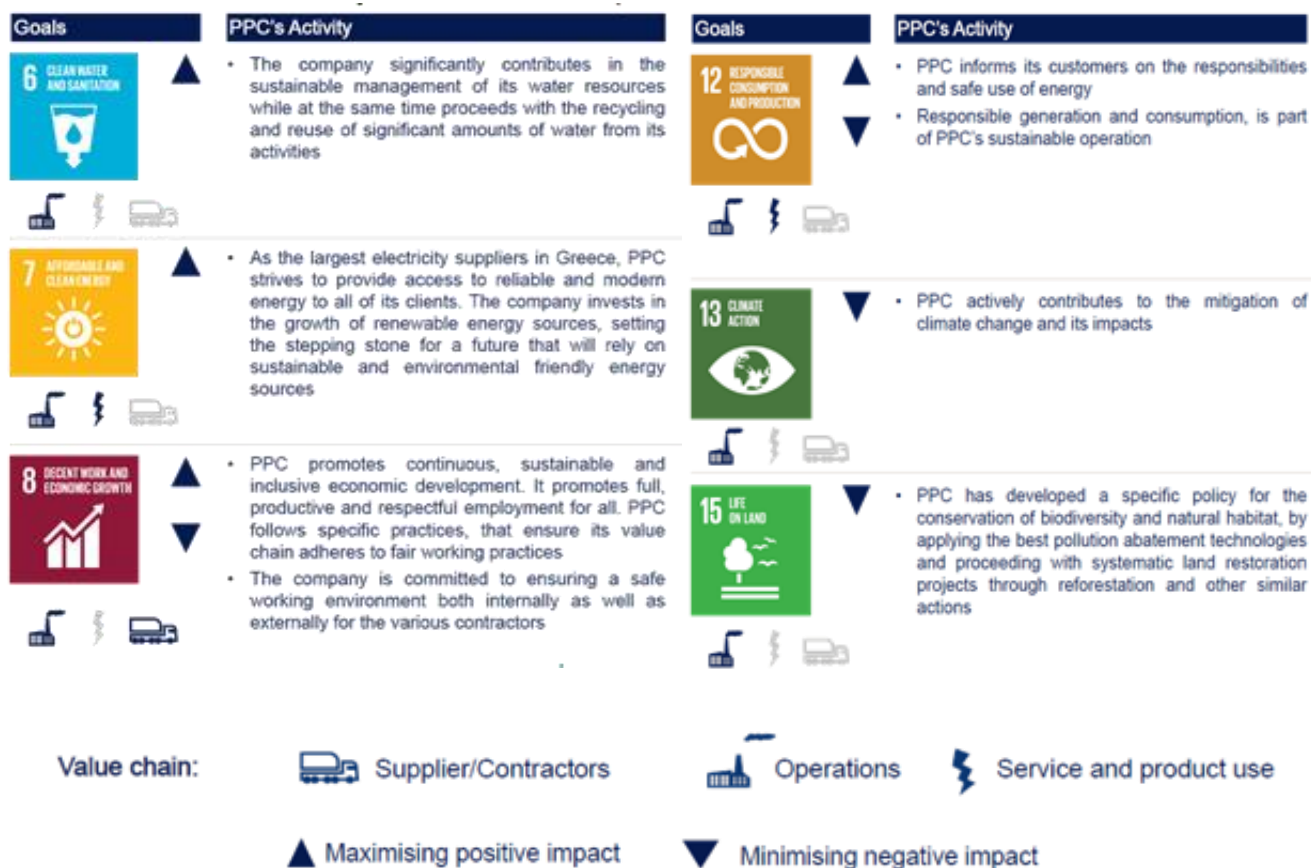 Goals
PPC's Activity
6 CLEAN WATER
AND SANITATION
• The company significantly contributes in the
sustainable management of its water resources
while at the same time proceeds with the recycling
and reuse of significant amounts of water from its
activities
7 AFFORDABLE AND
CLEAN ENERGY
• As the largest electricity suppliers in Greece, PPC
strives to provide access to reliable and modern
energy to all of its clients. The company invests in
the growth of renewable energy sources, setting
the stepping stone for a future that will rely on
sustainable and environmental friendly energy
sources
8 DECENT WORK AND
ECONOMIC GROWTH
• PPC promotes continuous, sustainable and
inclusive economic development. It promotes full,
productive and respectful employment for all. PPC
follows specific practices, that ensure its value
chain adheres to fair working practices
• The company is committed to ensuring a safe
working environment both internally as well as
externally for the various contractors
Goals
PPC's Activity
12 RESPONSIBLE
CONSUMPTION
AND PRODUCTION
• PPC informs its customers on the responsibilities
and safe use of energy
• Responsible generation and consumption, is part
of PPC's sustainable operation
13 CLIMATE
ACTION
• PPC actively contributes to the mitigation of
climate change and its impacts
15 LIFE
ON LAND
• PPC has developed a specific policy for the
conservation of biodiversity and natural habitat, by
applying the best pollution abatement technologies
and proceeding with systematic land restoration
projects through reforestation and other similar
actions
Value chain:
Supplier/Contractors
Operations
Service and product use
Maximising positive impact
Minimising negative impact